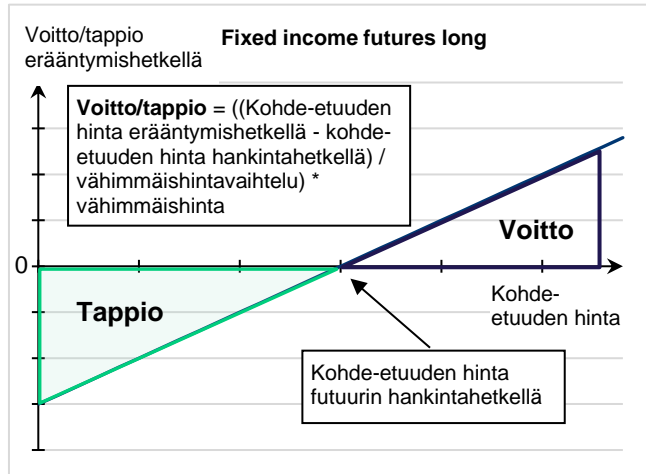 Voitto/tappio
erääntymishetkellä
Fixed income futures long
Voitto/tappio = ((Kohde-etuuden
hinta erääntymishetkellä - kohde-
etuuden hinta hankintahetkellä) /
vähimmäishintavaihtelu) *
vähimmäishinta
Voitto
0
Kohde-
etuuden hinta
Tappio
Kohde-etuuden hinta
futuurin hankintahetkellä